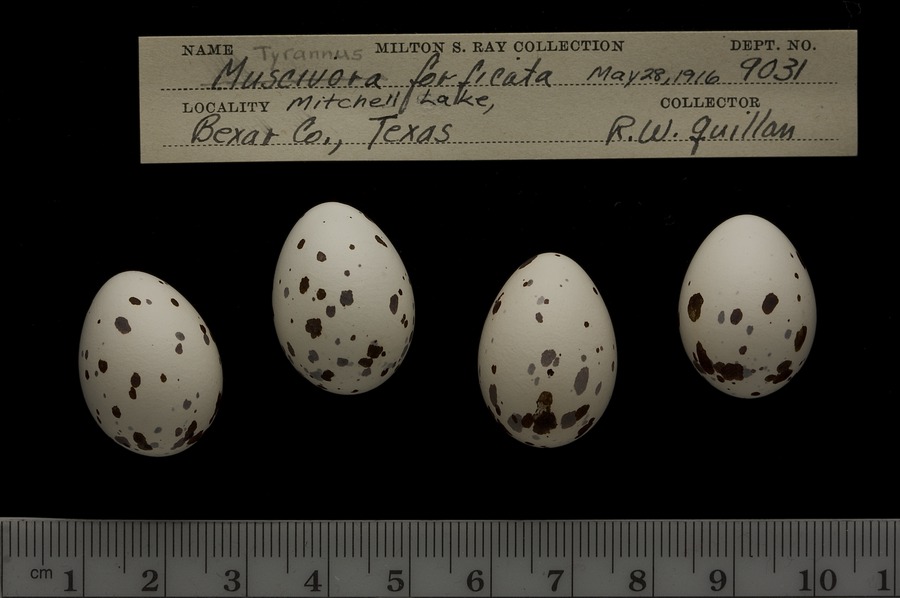 NAME Tyrannus MILTON S. RAY COLLECTION DEPT. NO.
Muscivora forficata May 28, 1916 9031
LOCALITY Mitchell Lake, COLLECTOR
Bexar Co., Texas R.W. Quillan
cm 1 2 3 4 5 6 7 8 9 10 1